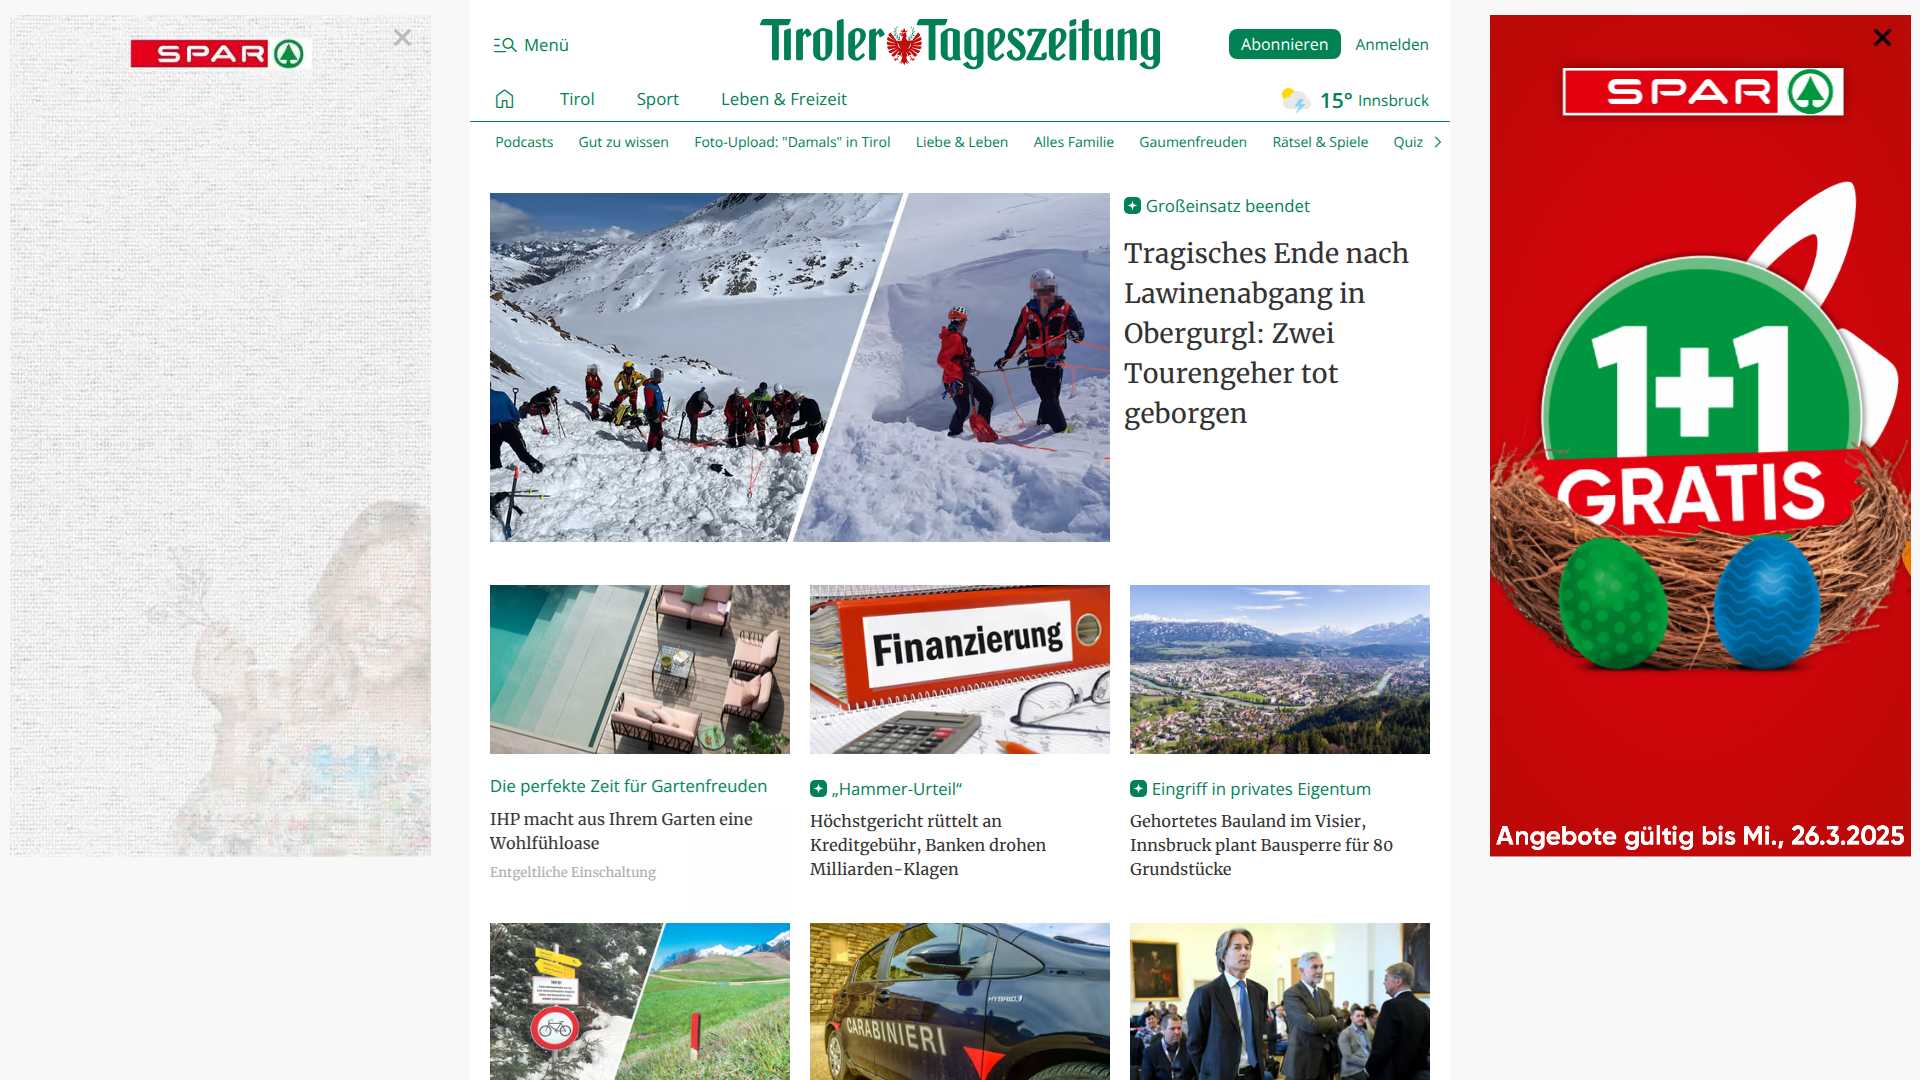 SPAR
Menü
Tiroler Tageszeitung
Abonnieren
Anmelden
Tirol
Sport
Leben & Freizeit
15° Innsbruck
Podcasts
Gut zu wissen
Foto-Upload: "Damals" in Tirol
Liebe & Leben
Alles Familie
Gaumenfreuden
Rätsel & Spiele
Quiz
Großeinsatz beendet
Tragisches Ende nach
Lawinenabgang in
Obergurgl: Zwei
Tourengeher tot
geborgen
Finanzierung
Die perfekte Zeit für Gartenfreuden
IHP macht aus Ihrem Garten eine
Wohlfühloase
Entgeltliche Einschaltung
„Hammer-Urteil“
Höchstgericht rüttelt an
Kreditgebühr, Banken drohen
Milliarden-Klagen
Eingriff in privates Eigentum
Gehortetes Bauland im Visier,
Innsbruck plant Bausperre für 80
Grundstücke
HYBRID
CARABINIERI
SPAR
1+1
GRATIS
Angebote gültig bis Mi., 26.3.2025